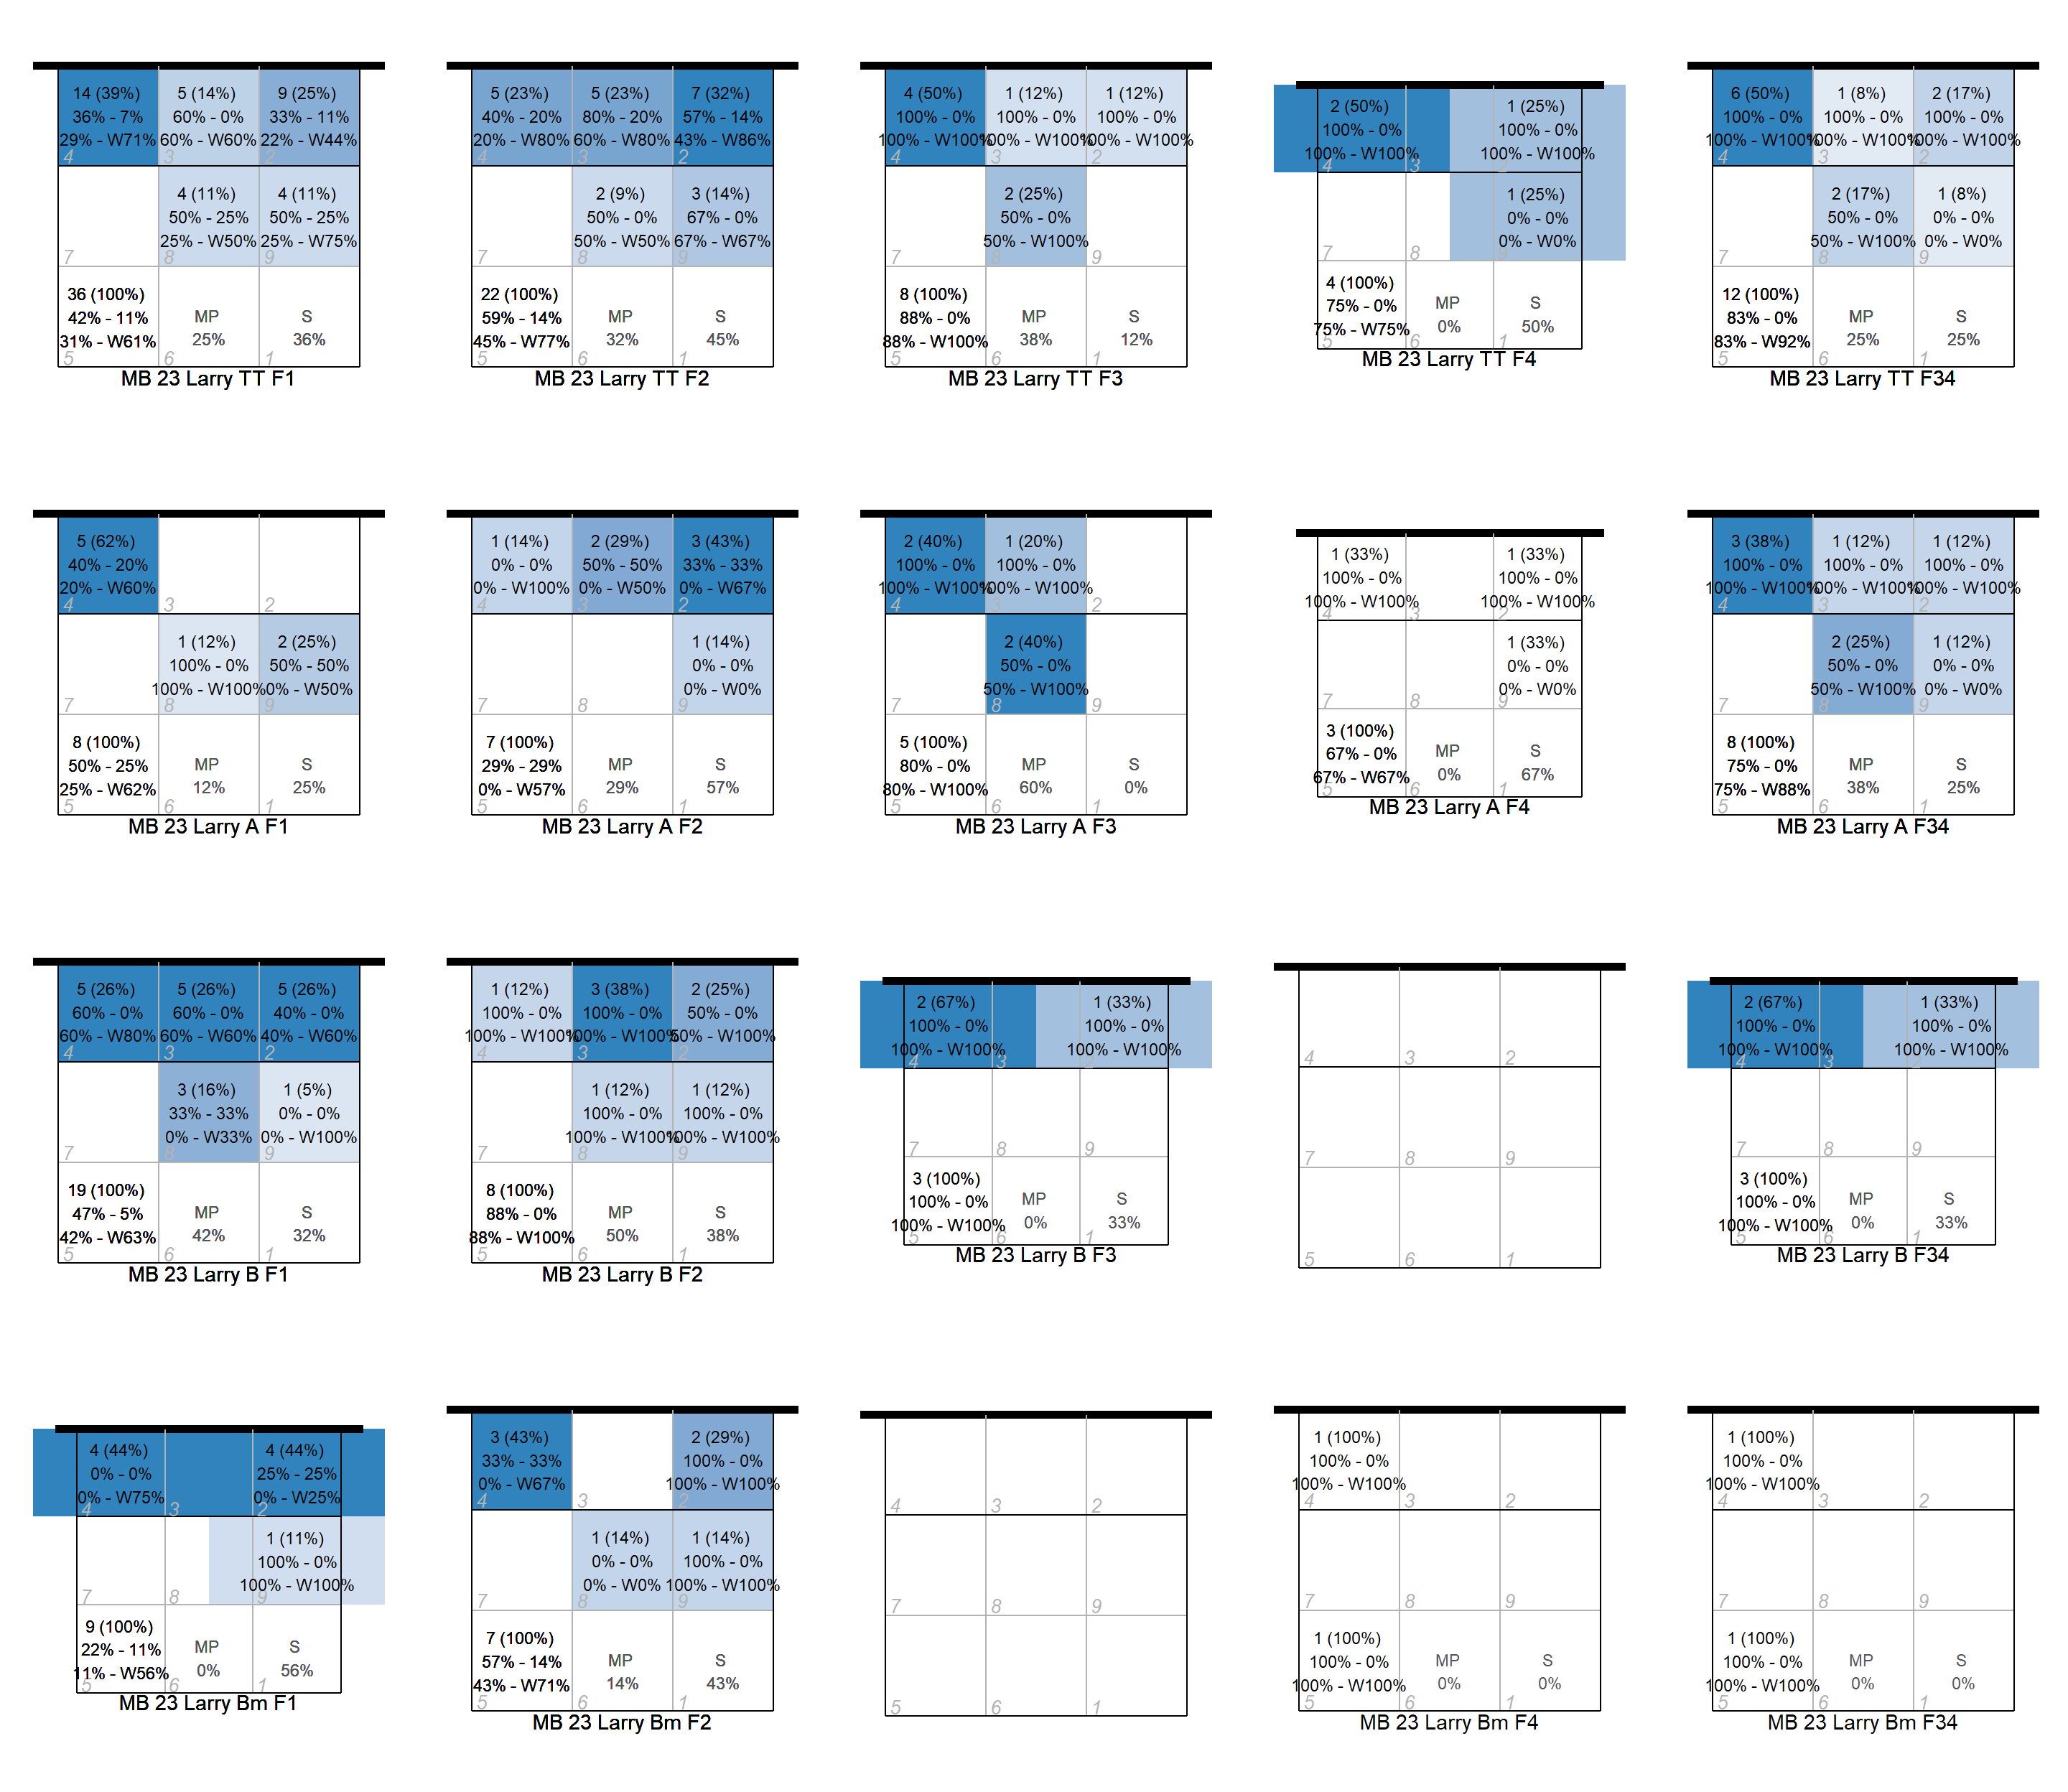 14 (39%)
36% - 7%
29% - W71%
4
5 (14%)
60% - 0%
60% - W60%
3
9 (25%)
33% - 11%
22% - W44%
2
7
4 (11%)
50% - 25%
25% - W50%
8
4 (11%)
50% - 25%
25% - W75%
9
36 (100%)
42% - 11%
31% - W61%
5
MP
25%
6
S
36%
1
MB 23 Larry TT F1
5 (23%)
40% - 20%
20% - W80%
4
5 (23%)
80% - 20%
60% - W80%
3
7 (32%)
57% - 14%
43% - W86%
2
7
2 (9%)
50% - 0%
50% - W50%
8
3 (14%)
67% - 0%
67% - W67%
9
22 (100%)
59% - 14%
45% - W77%
5
MP
32%
6
S
45%
1
MB 23 Larry TT F2
4 (50%)
100% - 0%
100% - W100%
4
1 (12%)
100% - 0%
00% - W100%
3
1 (12%)
100% - 0%
00% - W100%
2
7
2 (25%)
50% - 0%
50% - W100%
8
9
8 (100%)
88% - 0%
88% - W100%
5
MP
38%
6
S
12%
1
MB 23 Larry TT F3
2 (50%)
100% - 0%
100% - W100%
4
3
1 (25%)
100% - 0%
100% - W100%
2
7
8
1 (25%)
0% - 0%
0% - W0%
9
4 (100%)
75% - 0%
75% - W75%
5
MP
0%
6
S
50%
1
MB 23 Larry TT F4
6 (50%)
100% - 0%
100% - W100%
4
1 (8%)
100% - 0%
00% - W100%
3
2 (17%)
100% - 0%
00% - W100%
2
7
2 (17%)
50% - 0%
50% - W100%
8
1 (8%)
0% - 0%
0% - W0%
9
12 (100%)
83% - 0%
83% - W92%
5
MP
25%
6
S
25%
1
MB 23 Larry TT F34
5 (62%)
40% - 20%
20% - W60%
4
3
2
7
1 (12%)
100% - 0%
100% - W100%
8
2 (25%)
50% - 50%
0% - W50%
9
8 (100%)
50% - 25%
25% - W62%
5
MP
12%
6
S
25%
1
MB 23 Larry A F1
1 (14%)
0% - 0%
0% - W100%
4
2 (29%)
50% - 50%
0% - W50%
3
3 (43%)
33% - 33%
0% - W67%
2
7
8
1 (14%)
0% - 0%
0% - W0%
9
7 (100%)
29% - 29%
0% - W57%
5
MP
29%
6
S
57%
1
MB 23 Larry A F2
2 (40%)
100% - 0%
100% - W100%
4
1 (20%)
100% - 0%
00% - W100%
3
2
7
2 (40%)
50% - 0%
50% - W100%
8
9
5 (100%)
80% - 0%
80% - W100%
5
MP
60%
6
S
0%
1
MB 23 Larry A F3
1 (33%)
100% - 0%
100% - W100%
4
3
1 (33%)
100% - 0%
100% - W100%
2
7
8
1 (33%)
0% - 0%
0% - W0%
9
3 (100%)
67% - 0%
67% - W67%
5
MP
0%
6
S
67%
1
MB 23 Larry A F4
3 (38%)
100% - 0%
100% - W100%
4
1 (12%)
100% - 0%
00% - W100%
3
1 (12%)
100% - 0%
00% - W100%
2
7
2 (25%)
50% - 0%
50% - W100%
8
1 (12%)
0% - 0%
0% - W0%
9
8 (100%)
75% - 0%
75% - W88%
5
MP
38%
6
S
25%
1
MB 23 Larry A F34
5 (26%)
60% - 0%
60% - W80%
4
5 (26%)
60% - 0%
60% - W60%
3
5 (26%)
40% - 0%
40% - W60%
2
7
3 (16%)
33% - 33%
0% - W33%
8
1 (5%)
0% - 0%
0% - W100%
9
19 (100%)
47% - 5%
42% - W63%
5
MP
42%
6
S
32%
1
MB 23 Larry B F1
1 (12%)
100% - 0%
100% - W100%
4
3 (38%)
100% - 0%
00% - W100%
3
2 (25%)
50% - 0%
50% - W100%
2
7
1 (12%)
100% - 0%
100% - W100%
8
1 (12%)
100% - 0%
00% - W100%
9
8 (100%)
88% - 0%
88% - W100%
5
MP
50%
6
S
38%
1
MB 23 Larry B F2
2 (67%)
100% - 0%
100% - W100%
4
3
1 (33%)
100% - 0%
100% - W100%
7
8
9
3 (100%)
100% - 0%
100% - W100%
5
MP
0%
6
S
33%
1
MB 23 Larry B F3
4
3
2
7
8
9
5
6
1
2 (67%)
100% - 0%
100% - W100%
4
3
1 (33%)
100% - 0%
100% - W100%
7
8
9
3 (100%)
100% - 0%
100% - W100%
5
MP
0%
6
S
33%
1
MB 23 Larry B F34
4 (44%)
0% - 0%
0% - W75%
4
3
4 (44%)
25% - 25%
0% - W25%
2
7
8
1 (11%)
100% - 0%
100% - W100%
9
9 (100%)
22% - 11%
11% - W56%
5
MP
0%
6
S
56%
1
MB 23 Larry Bm F1
3 (43%)
33% - 33%
0% - W67%
4
3
2 (29%)
100% - 0%
100% - W100%
2
7
1 (14%)
0% - 0%
0% - W0%
8
1 (14%)
100% - 0%
100% - W100%
9
7 (100%)
57% - 14%
43% - W71%
5
MP
14%
6
S
43%
1
MB 23 Larry Bm F2
4
3
2
7
8
9
5
6
1
1 (100%)
100% - 0%
100% - W100%
4
3
2
7
8
9
1 (100%)
100% - 0%
100% - W100%
5
MP
0%
6
S
0%
1
MB 23 Larry Bm F4
1 (100%)
100% - 0%
100% - W100%
4
3
2
7
8
9
1 (100%)
100% - 0%
100% - W100%
5
MP
0%
6
S
0%
1
MB 23 Larry Bm F34